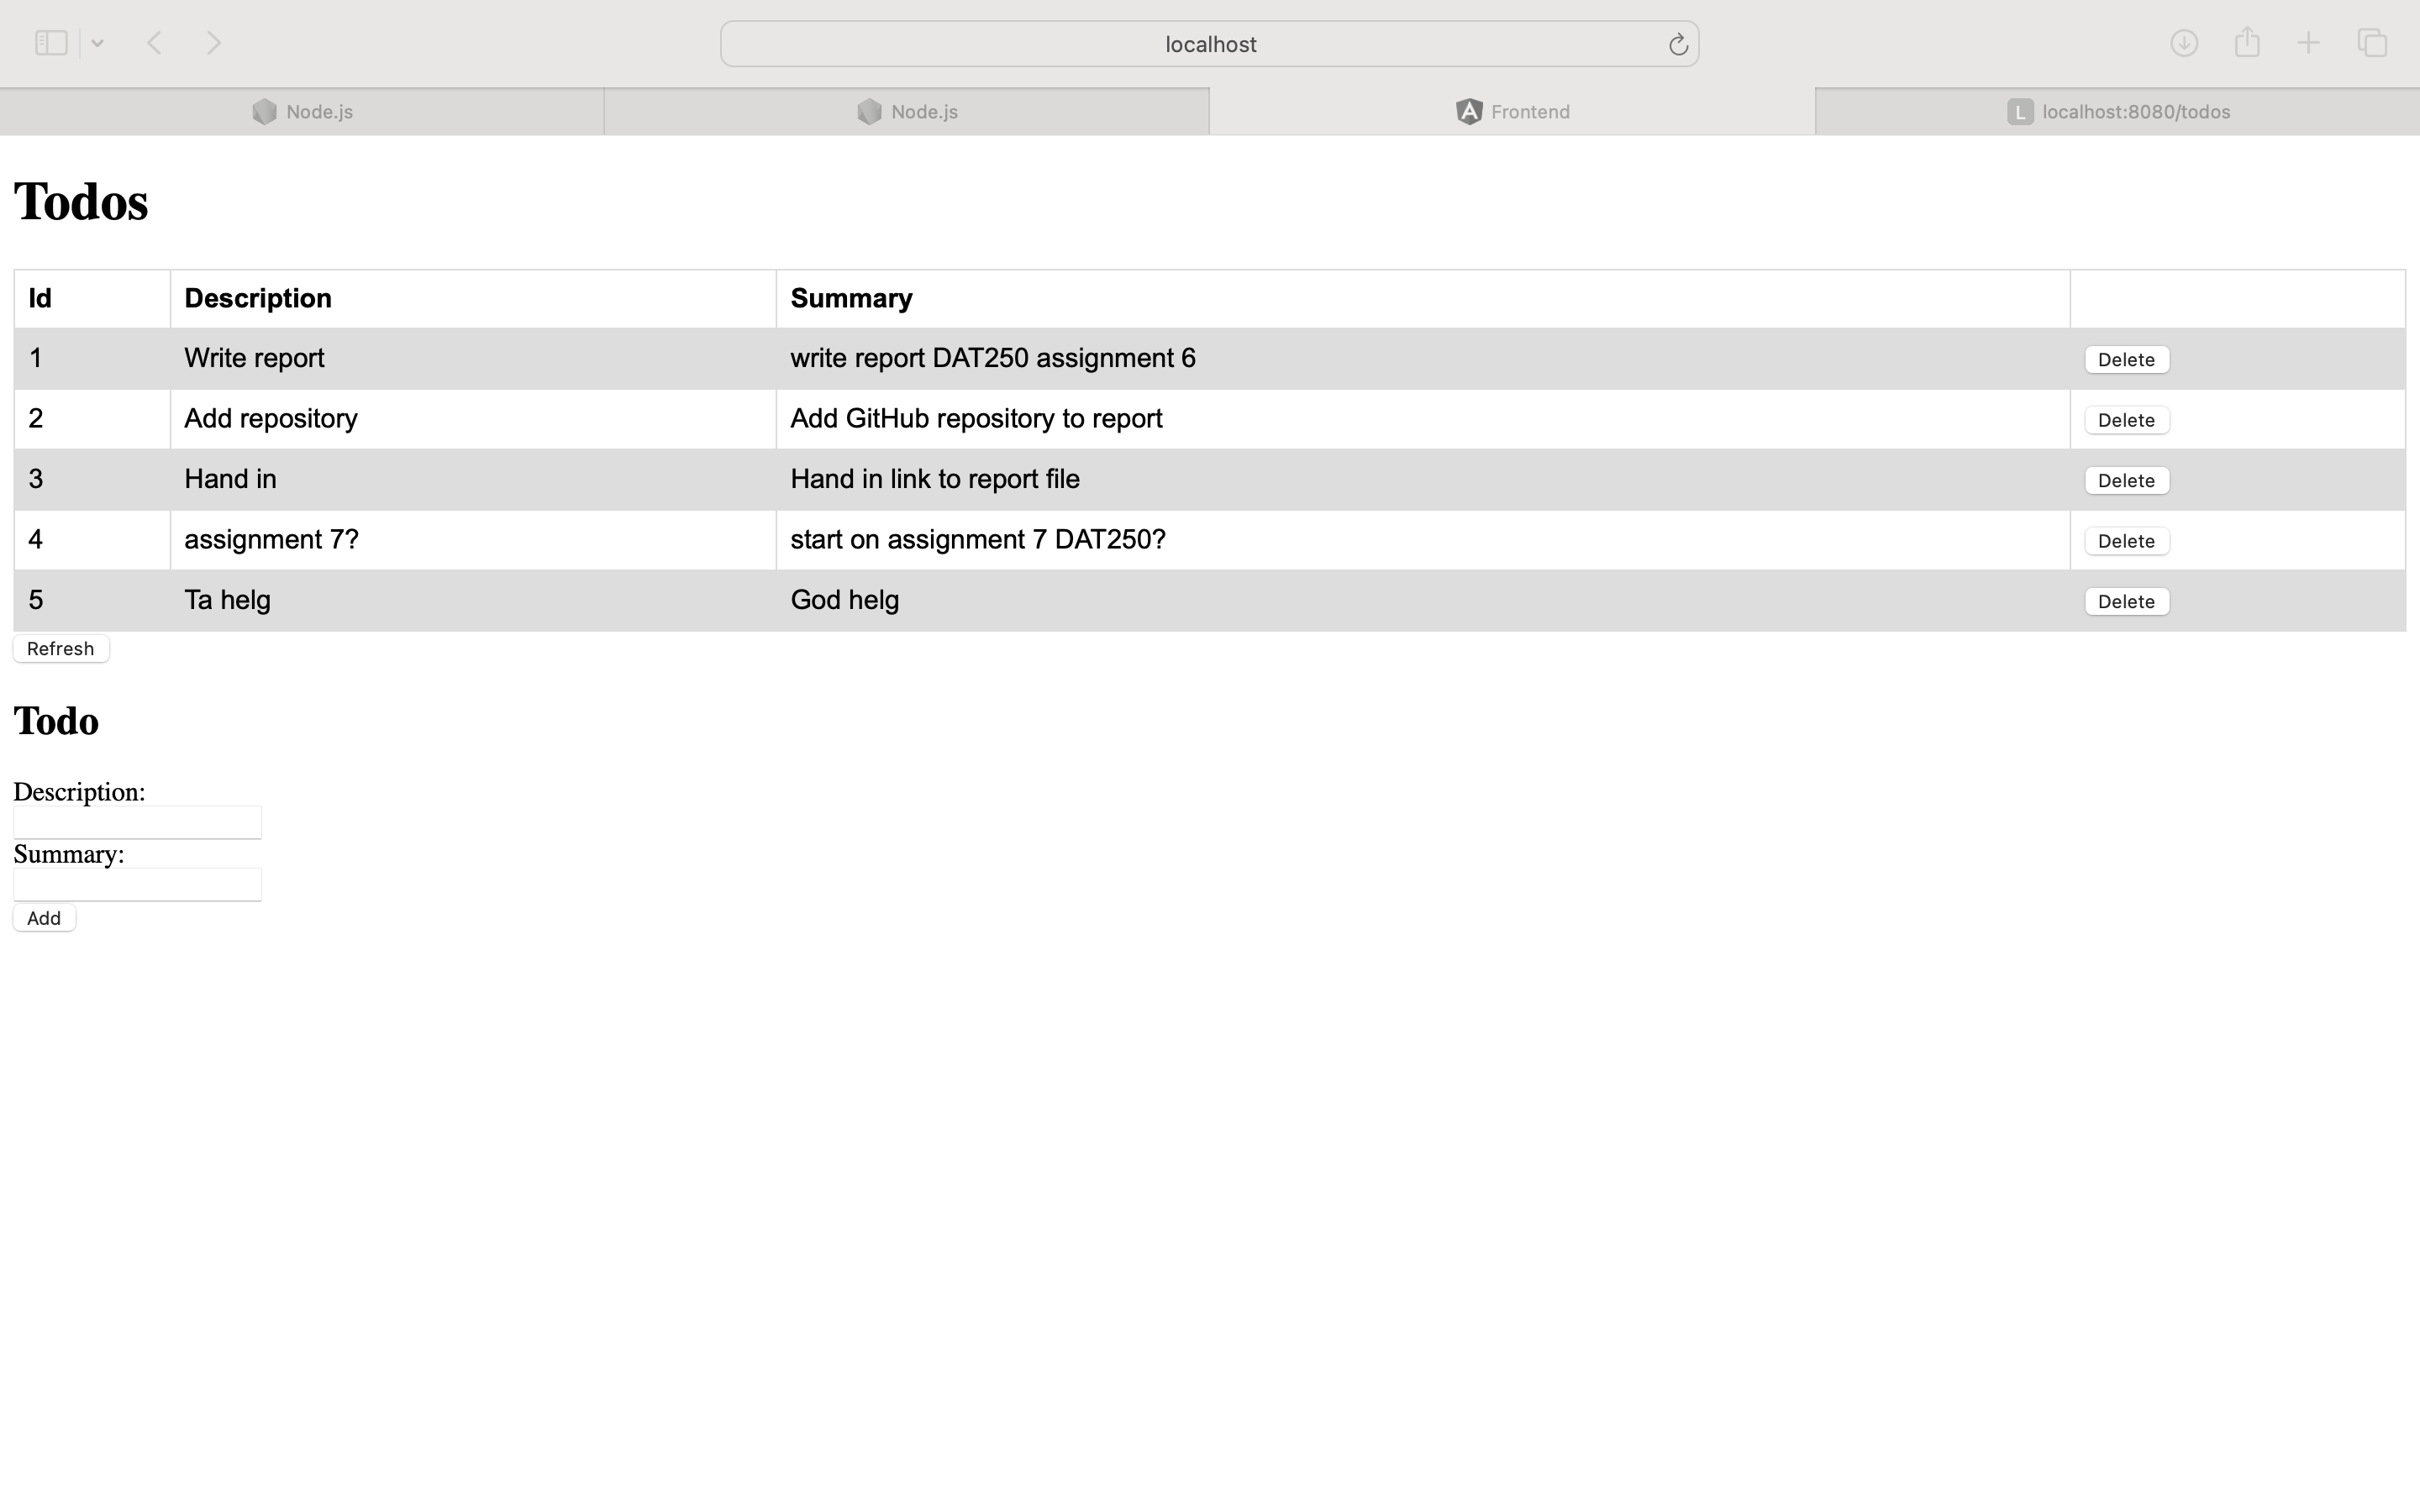 localhost
Node.js Node.js Frontend L localhost:8080/todos
Todos
Id Description Summary
1 Write report write report DAT250 assignment 6 Delete
2 Add repository Add GitHub repository to report Delete
3 Hand in Hand in link to report file Delete
4 assignment 7? start on assignment 7 DAT250? Delete
5 Ta helg God helg Delete
Refresh
Todo
Description:
Summary:
Add